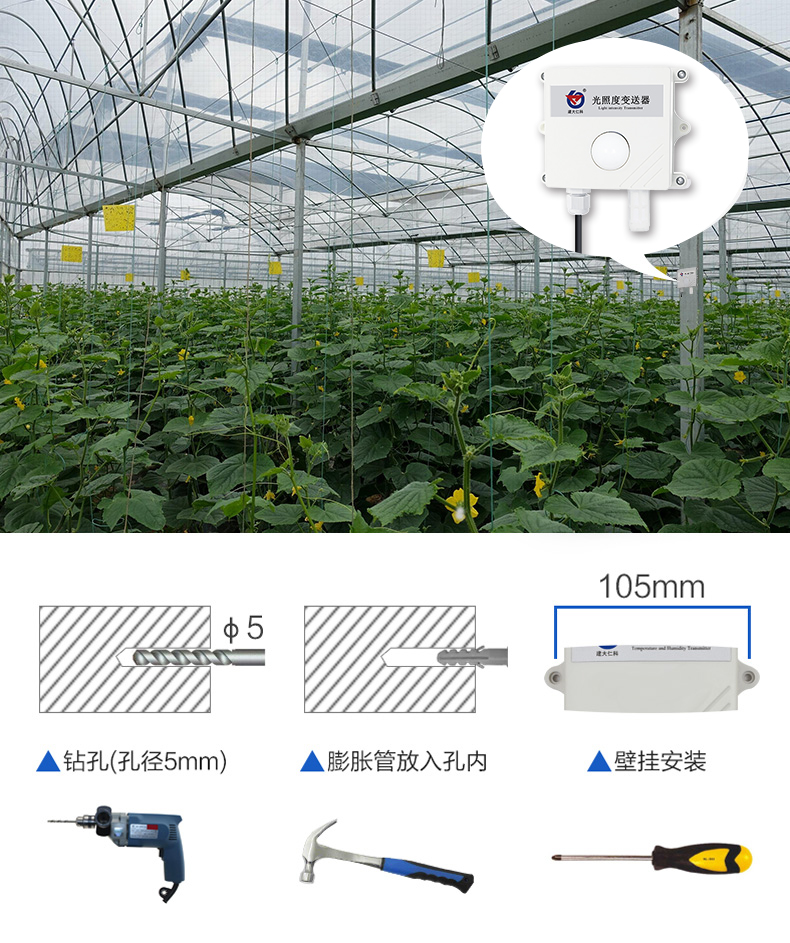 光照度变送器
Light intensity Transmitter
建大仁科
105mm
ϕ5
建大仁科
Temperature and Humidity Transmitter
钻孔(孔径5mm)
膨胀管放入孔内
壁挂安装